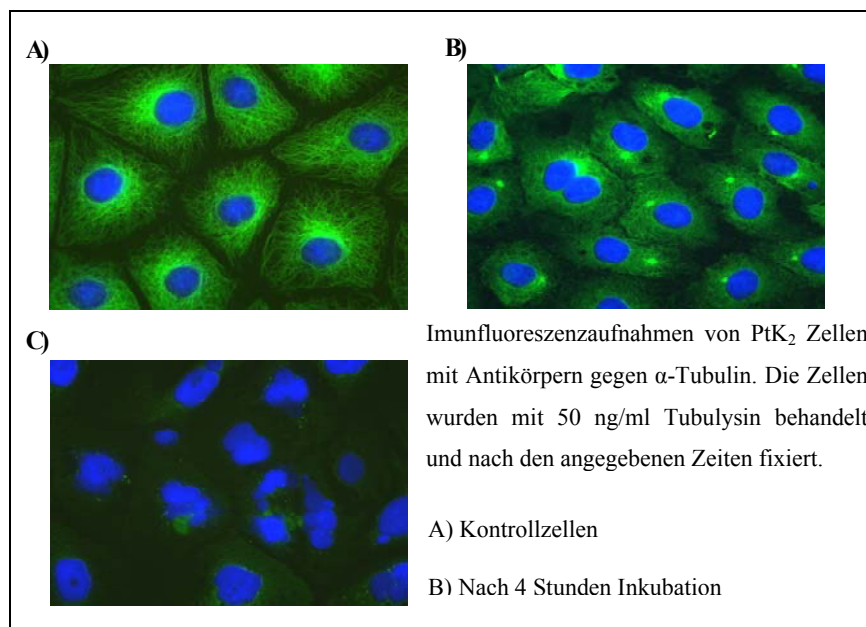 A)
B)
C)
Imunfluoreszenzaufnahmen von PtK2 Zellen
mit Antikörpern gegen α-Tubulin. Die Zellen
wurden mit 50 ng/ml Tubulysin behandelt
und nach den angegebenen Zeiten fixiert.
A) Kontrollzellen
B) Nach 4 Stunden Inkubation